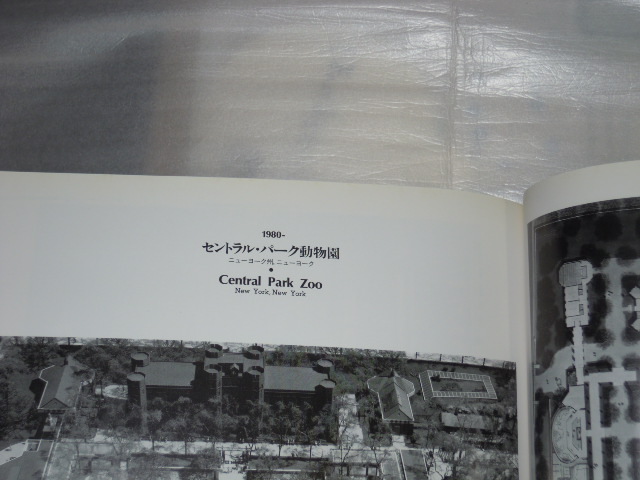 1980-
セントラル・パーク動物園
ニューヨーク州, ニューヨーク
•
Central Park Zoo
New York, New York